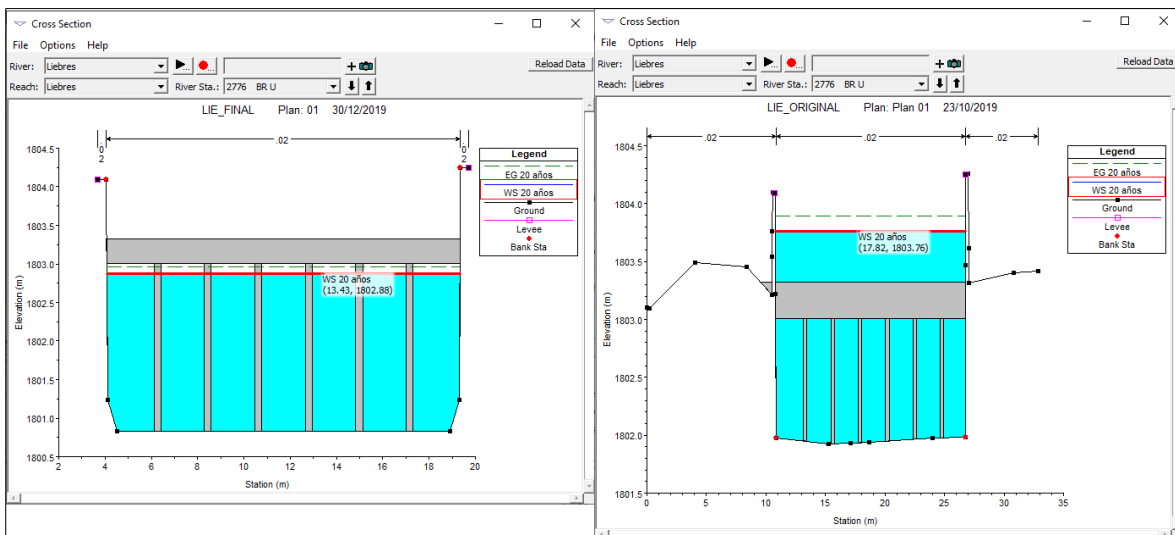 Cross Section
File Options Help
River: Liebres
Reload Data
Reach: Liebres River Sta.: 2776 BR U
LIE_FINAL Plan: 01 30/12/2019
.02 .02 .02
1804.5
1804.0
1803.5
1803.0
1802.5
1802.0
1801.5
1801.0
1800.5
Elevation (m)
2 4 6 8 10 12 14 16 18 20
Station (m)
WS 20 años
(13.43, 1802.88)
Legend
EG 20 años
WS 20 años
Ground
Levee
Bank Sta
Cross Section
File Options Help
River: Liebres
Reload Data
Reach: Liebres River Sta.: 2776 BR U
LIE_ORIGINAL Plan: Plan 01 23/10/2019
.02 .02 .02
1804.5
1804.0
1803.5
1803.0
1802.5
1802.0
1801.5
Elevation (m)
0 5 10 15 20 25 30 35
Station (m)
WS 20 años
(17.82, 1803.76)
Legend
EG 20 años
WS 20 años
Ground
Levee
Bank Sta